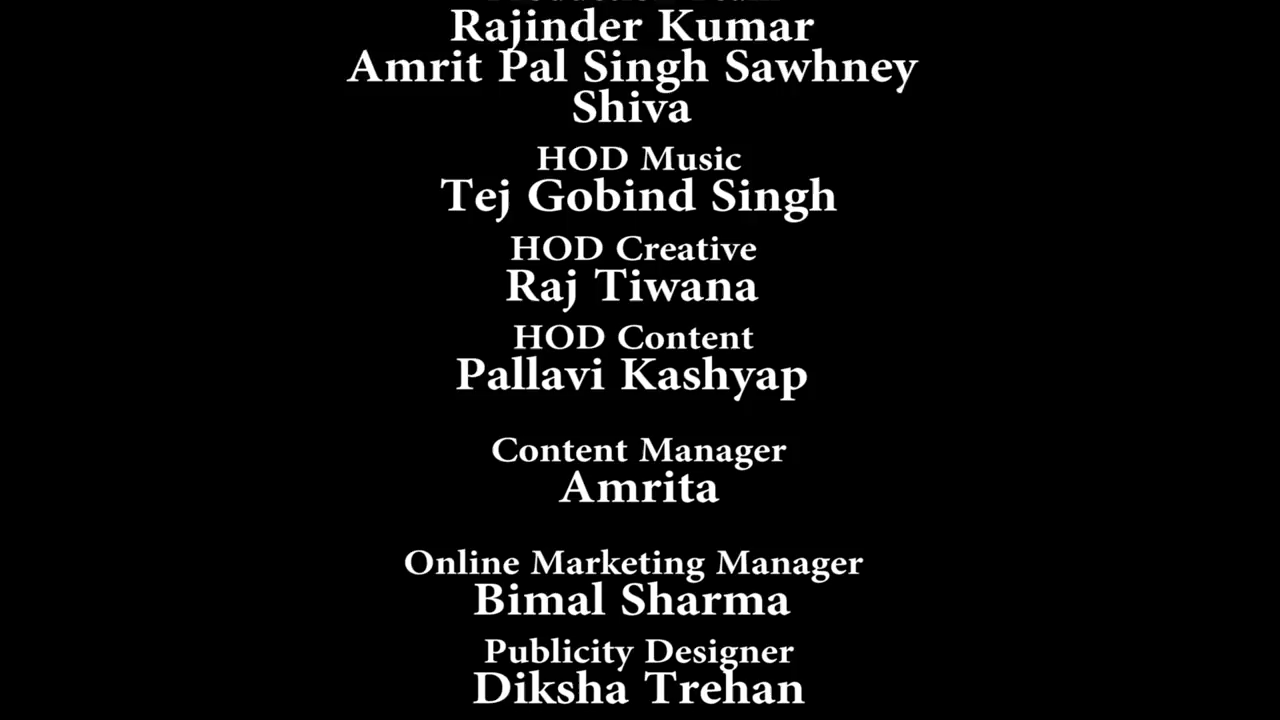 Rajinder Kumar
Amrit Pal Singh Sawhney
Shiva
HOD Music
Tej Gobind Singh
HOD Creative
Raj Tiwana
HOD Content
Pallavi Kashyap
Content Manager
Amrita
Online Marketing Manager
Bimal Sharma
Publicity Designer
Diksha Trehan